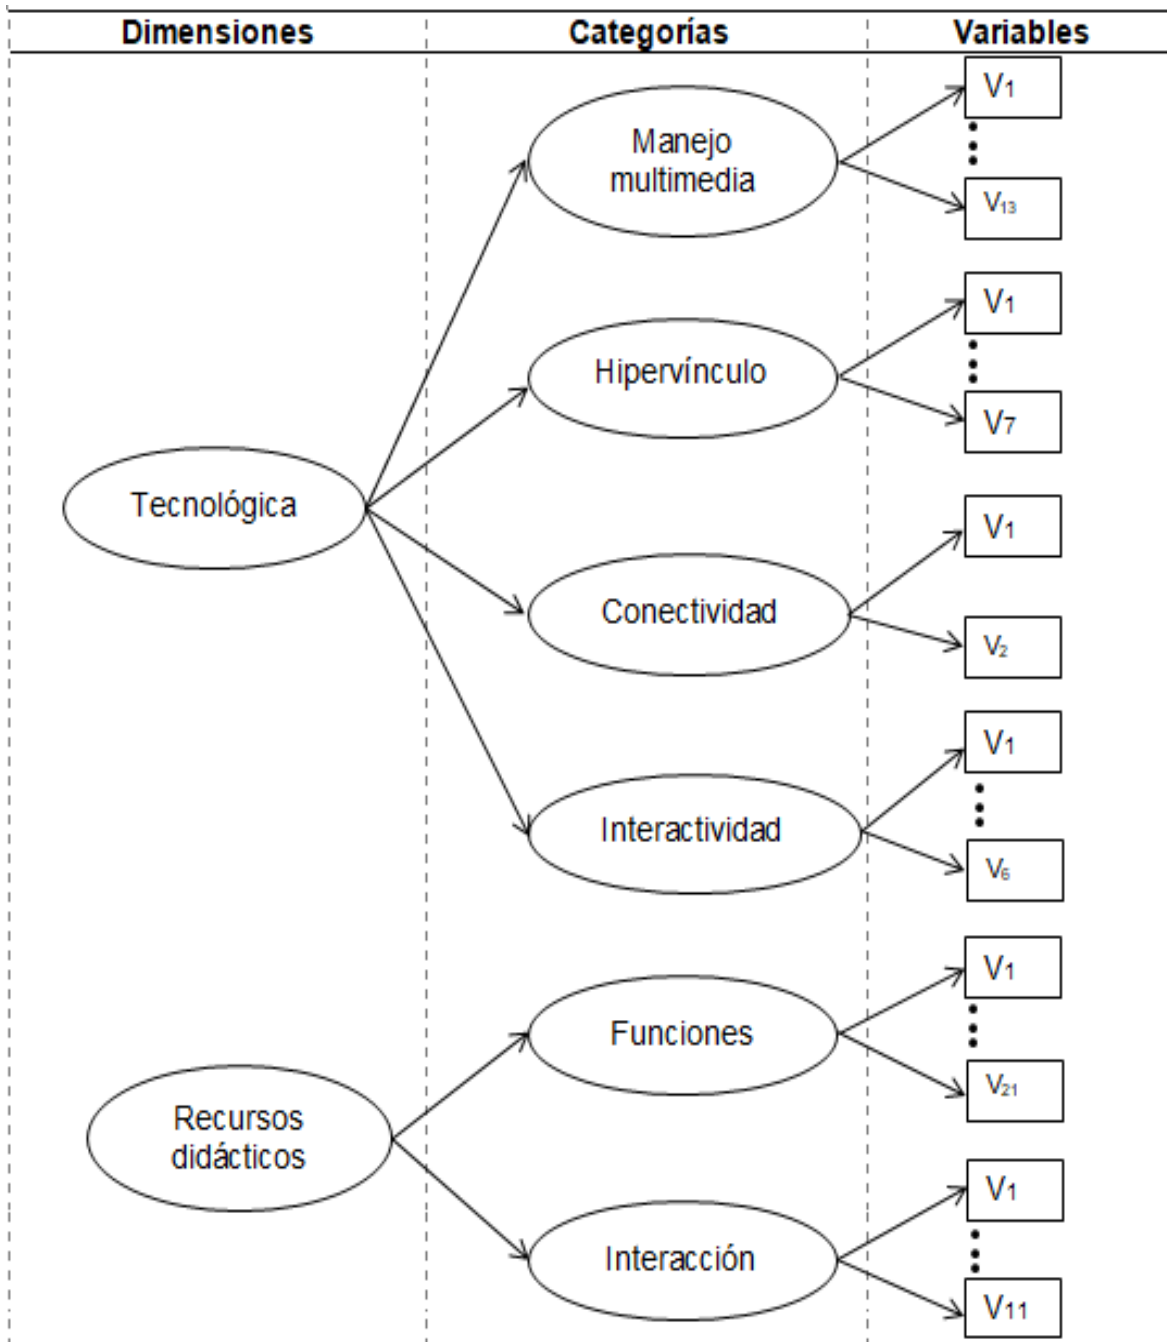 Dimensiones Categorías Variables
Manejo
multimedia
V1
V13
Hipervínculo
V1
V7
Tecnológica
Conectividad
V1
V2
Interactividad
V1
V6
Recursos
didácticos
Funciones
V1
V21
Interacción
V1
V11